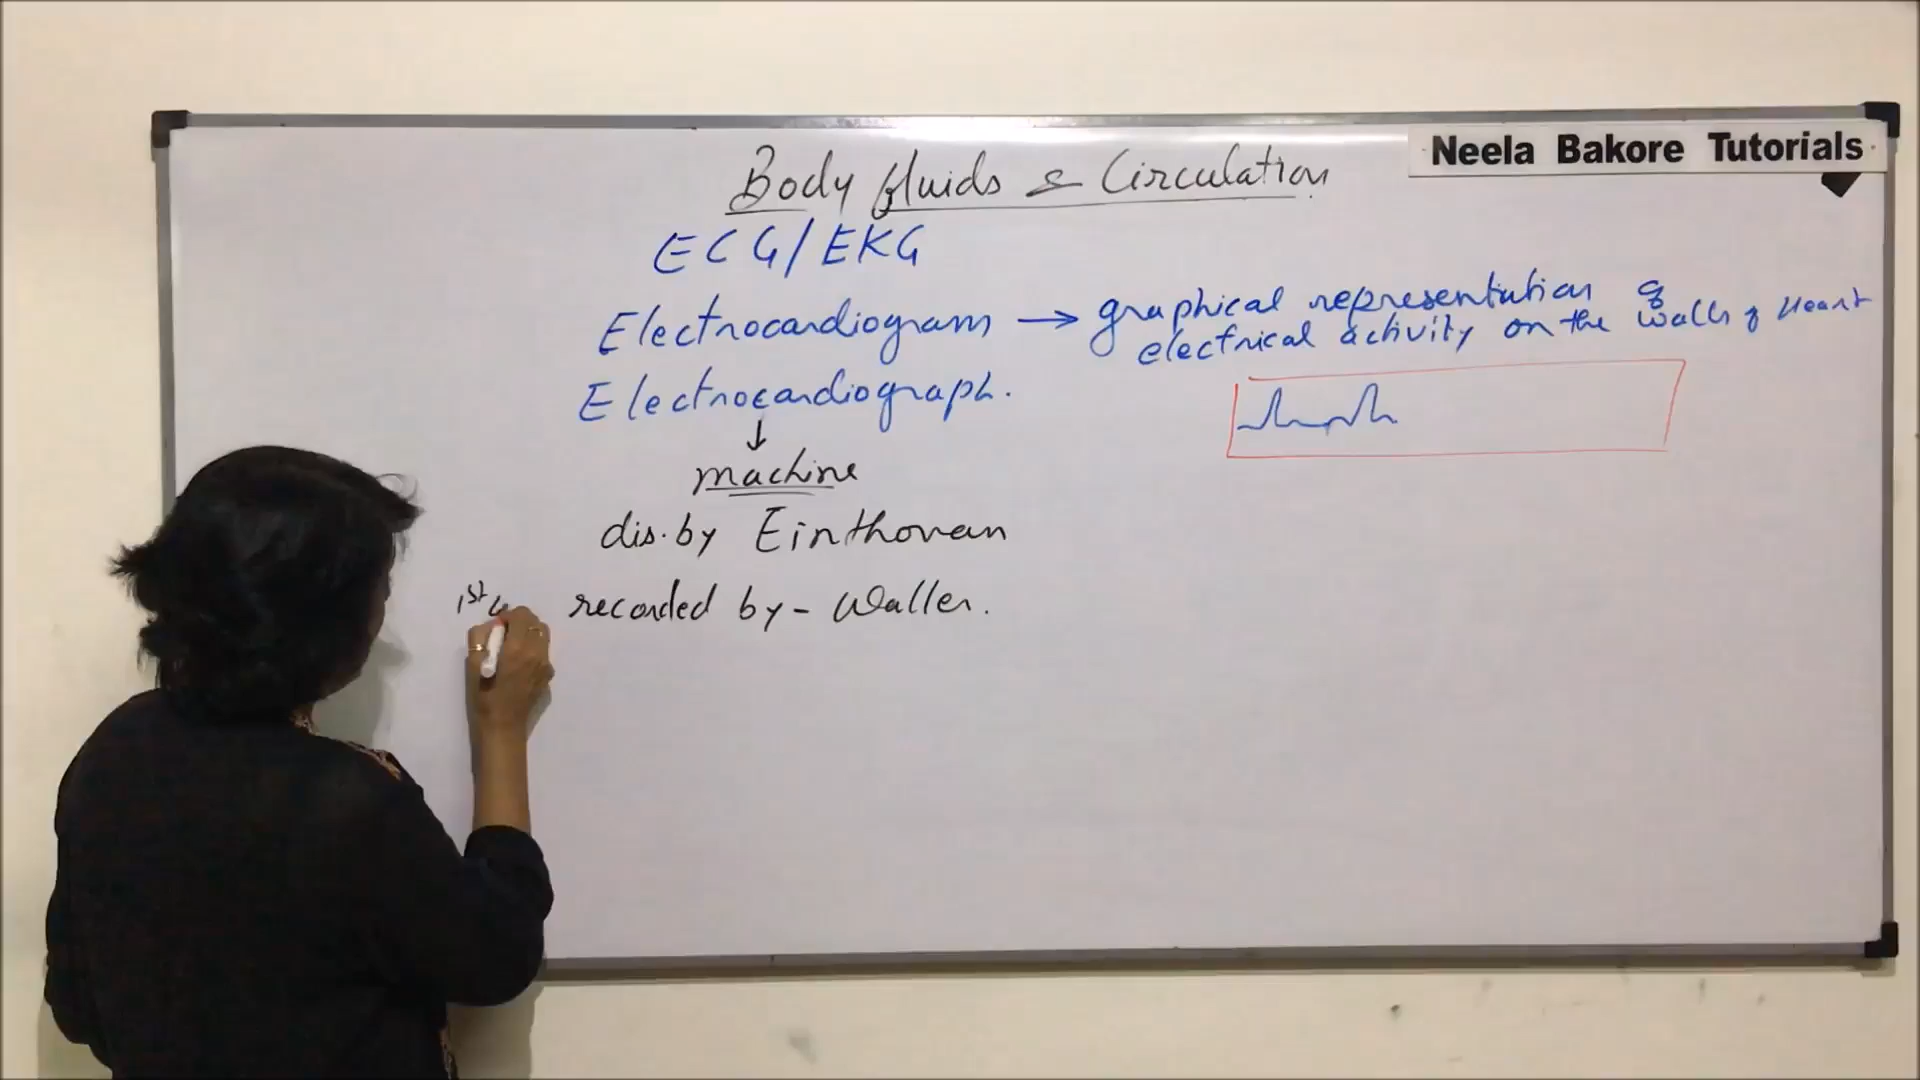 Neela Bakore Tutorials
Body fluids & Circulation
ECG/EKG
Electrocardiogram → graphical representation of
electrical activity on the walls of Heart
Electrocardiograph.
↓
machine
dis. by Einthovan
1st recorded by - Waller.